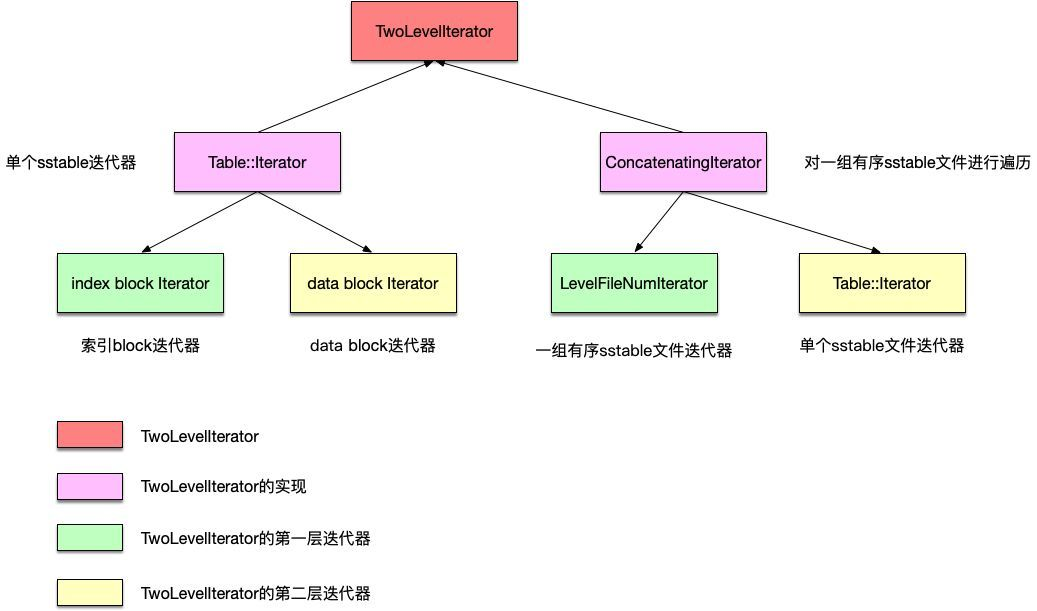 TwoLevelIterator
单个sstable迭代器
Table::Iterator
ConcatenatingIterator
对一组有序sstable文件进行遍历
index block Iterator
data block Iterator
LevelFileNumIterator
Table::Iterator
索引block迭代器
data block迭代器
一组有序sstable文件迭代器
单个sstable文件迭代器
TwoLevelIterator
TwoLevelIterator的实现
TwoLevelIterator的第一层迭代器
TwoLevelIterator的第二层迭代器